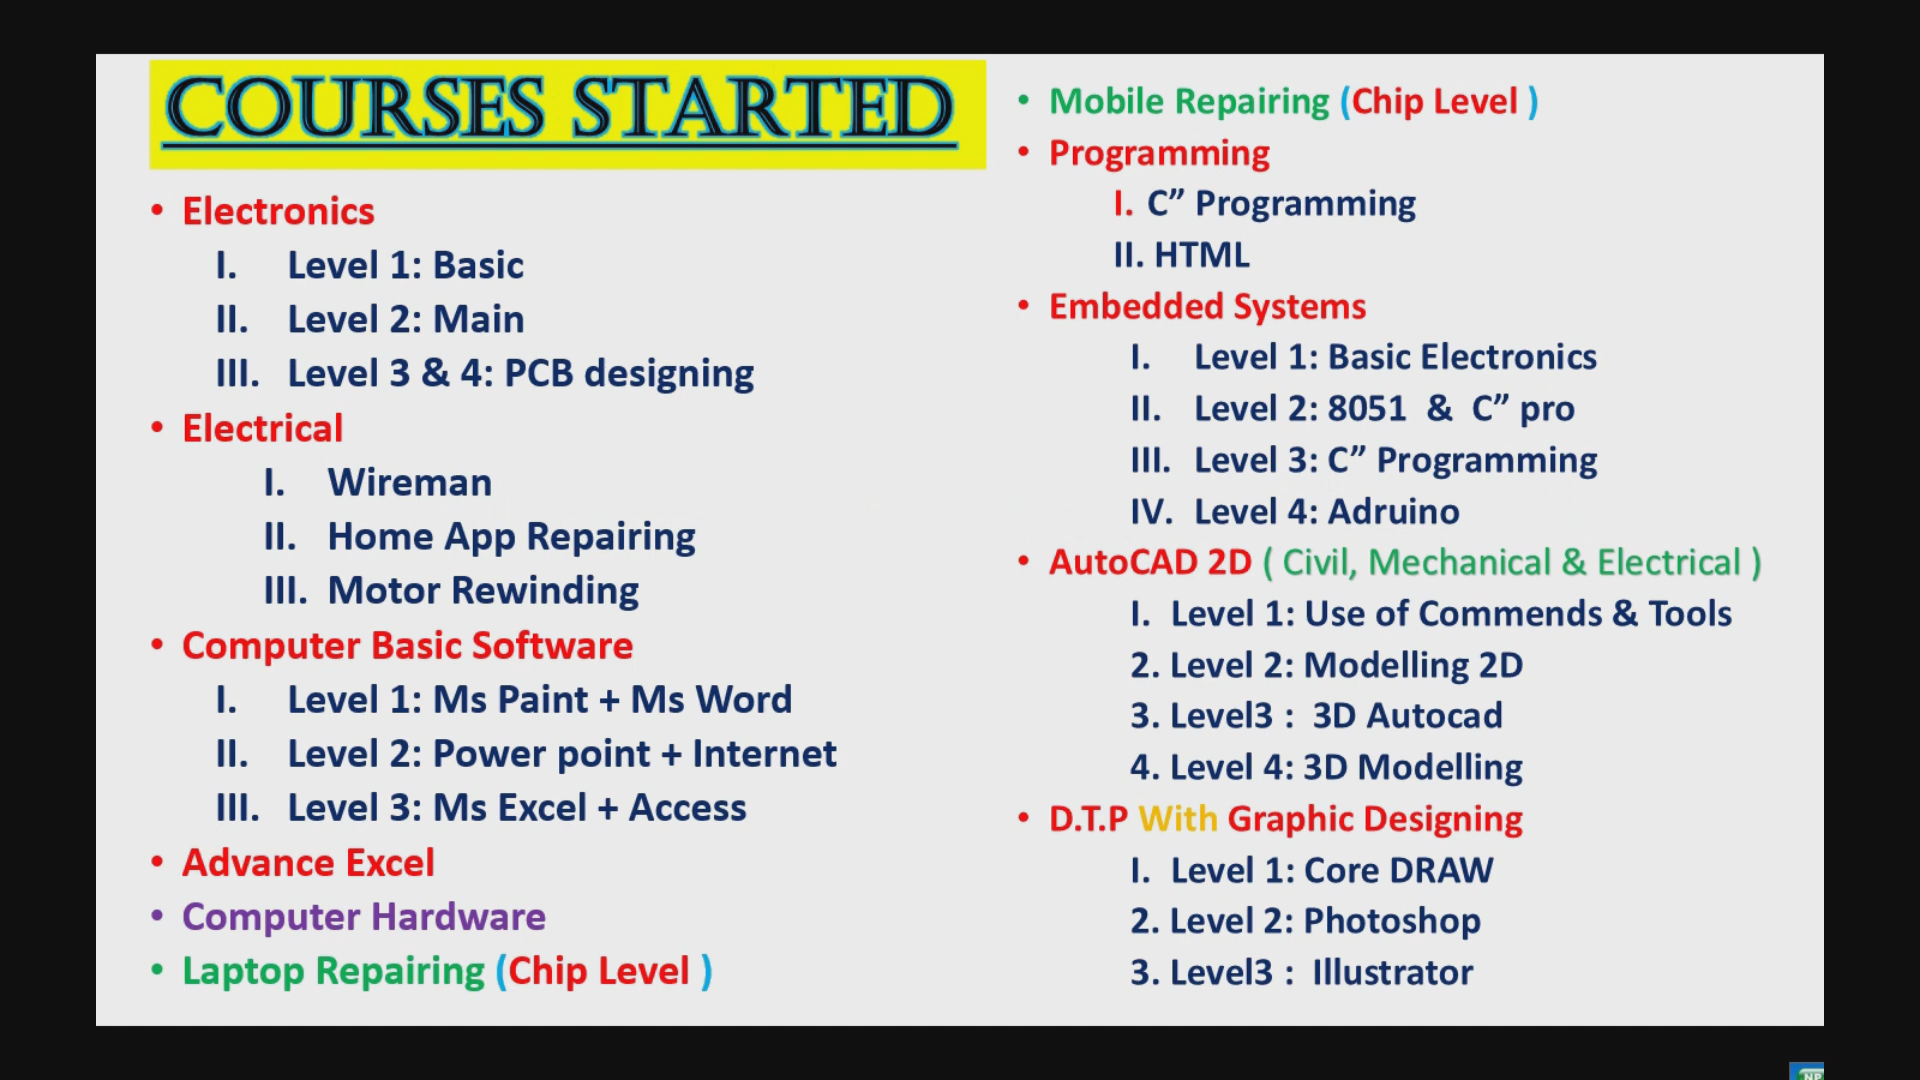 COURSES STARTED
• Electronics
I. Level 1: Basic
II. Level 2: Main
III. Level 3 & 4: PCB designing
• Electrical
I. Wireman
II. Home App Repairing
III. Motor Rewinding
• Computer Basic Software
I. Level 1: Ms Paint + Ms Word
II. Level 2: Power point + Internet
III. Level 3: Ms Excel + Access
• Advance Excel
• Computer Hardware
• Laptop Repairing (Chip Level )
• Mobile Repairing (Chip Level )
• Programming
I. C” Programming
II. HTML
• Embedded Systems
I. Level 1: Basic Electronics
II. Level 2: 8051 & C” pro
III. Level 3: C” Programming
IV. Level 4: Adruino
• AutoCAD 2D ( Civil, Mechanical & Electrical )
I. Level 1: Use of Commends & Tools
2. Level 2: Modelling 2D
3. Level3 : 3D Autocad
4. Level 4: 3D Modelling
• D.T.P With Graphic Designing
I. Level 1: Core DRAW
2. Level 2: Photoshop
3. Level3 : Illustrator